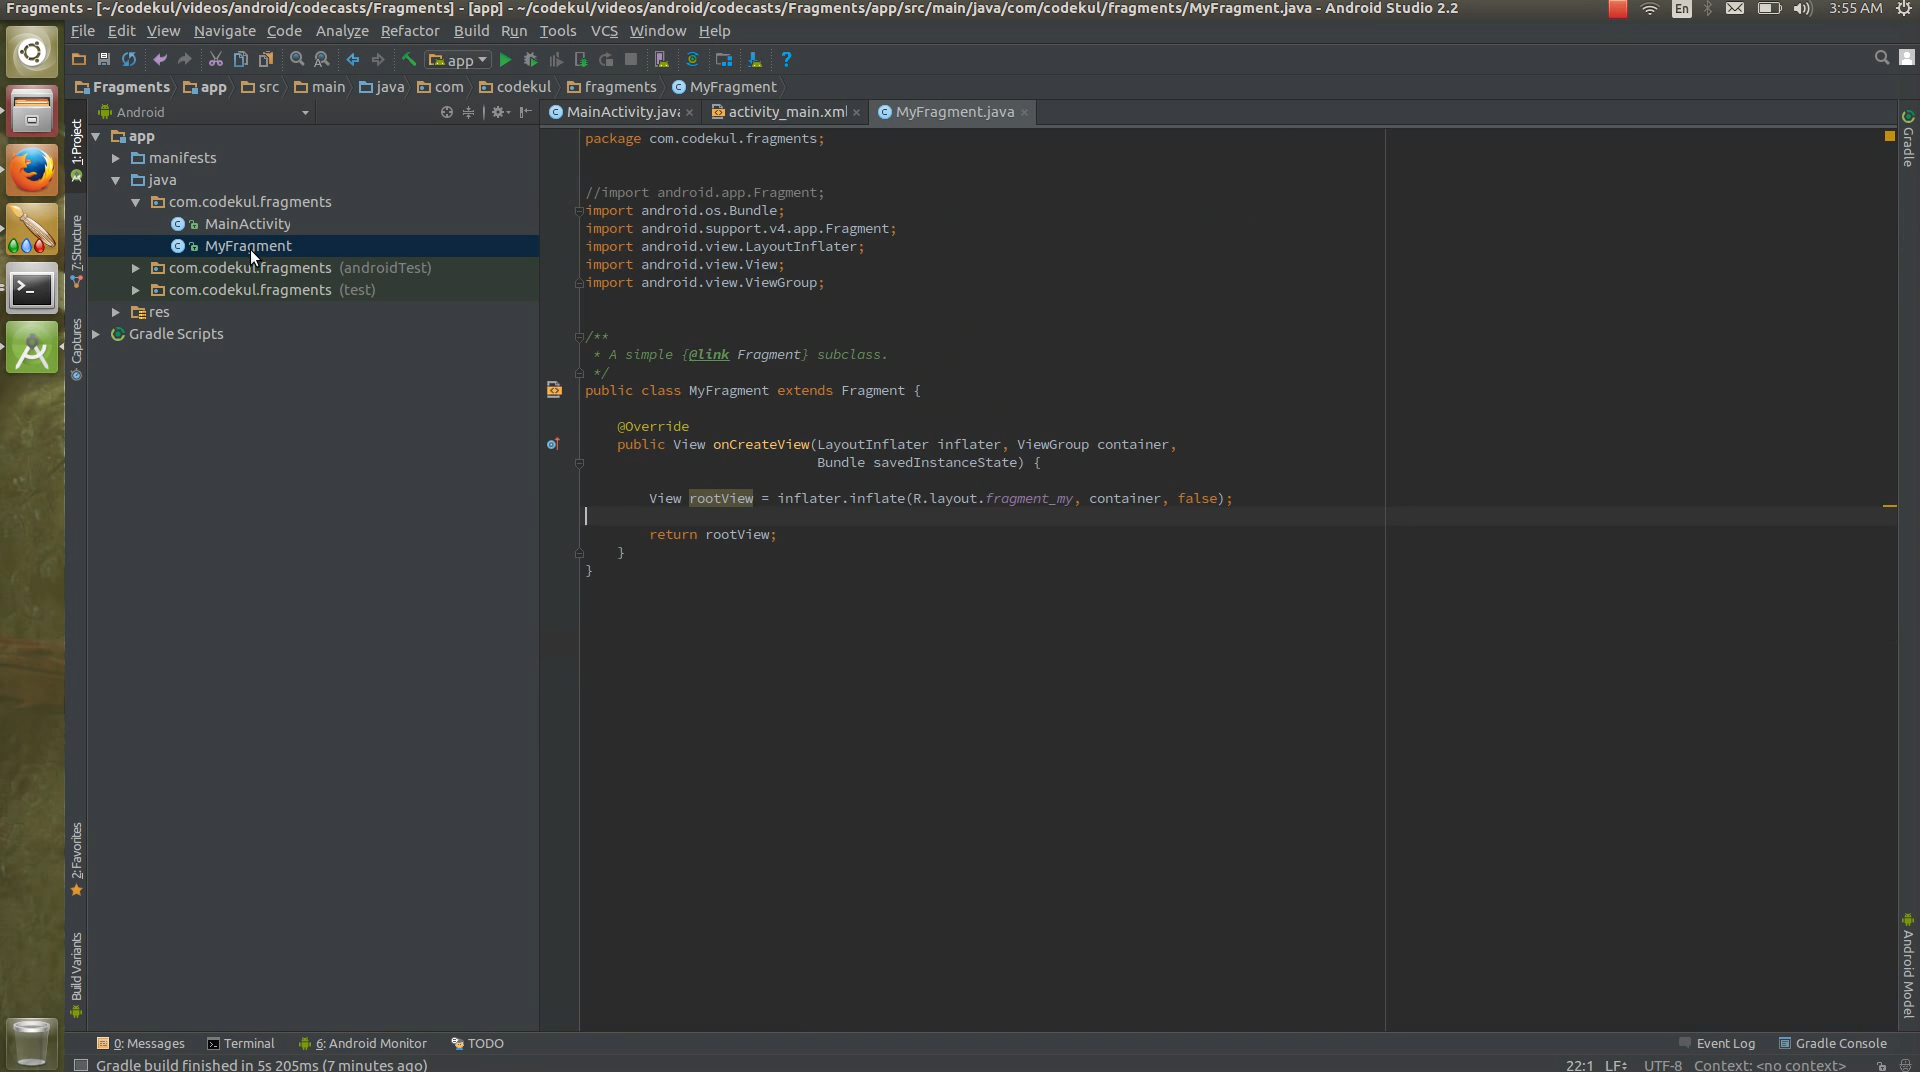 Fragments - [~/codekul/videos/android/codecasts/Fragments] - [app] - ~/codekul/videos/android/codecasts/Fragments/app/src/main/java/com/codekul/fragments/MyFragment.java - Android Studio 2.2
En
3:55 AM
File Edit View Navigate Code Analyze Refactor Build Run Tools VCS Window Help
app
Fragments app src main java com codekul fragments MyFragment
Android
MainActivity.java activity_main.xml MyFragment.java
1: Project
7: Structure
Captures
2: Favorites
Build Variants
app
manifests
java
com.codekul.fragments
MainActivity
MyFragment
com.codekul.fragments (androidTest)
com.codekul.fragments (test)
res
Gradle Scripts
package com.codekul.fragments;
//import android.app.Fragment;
import android.os.Bundle;
import android.support.v4.app.Fragment;
import android.view.LayoutInflater;
import android.view.View;
import android.view.ViewGroup;
/**
* A simple {@link Fragment} subclass.
*/
public class MyFragment extends Fragment {
@Override
public View onCreateView(LayoutInflater inflater, ViewGroup container,
Bundle savedInstanceState) {
View rootView = inflater.inflate(R.layout.fragment_my, container, false);
return rootView;
}
}
Gradle
Android Model
0: Messages Terminal 6: Android Monitor TODO
Event Log Gradle Console
Gradle build finished in 5s 205ms (7 minutes ago)
22:1 LF UTF-8 Context: <no context>